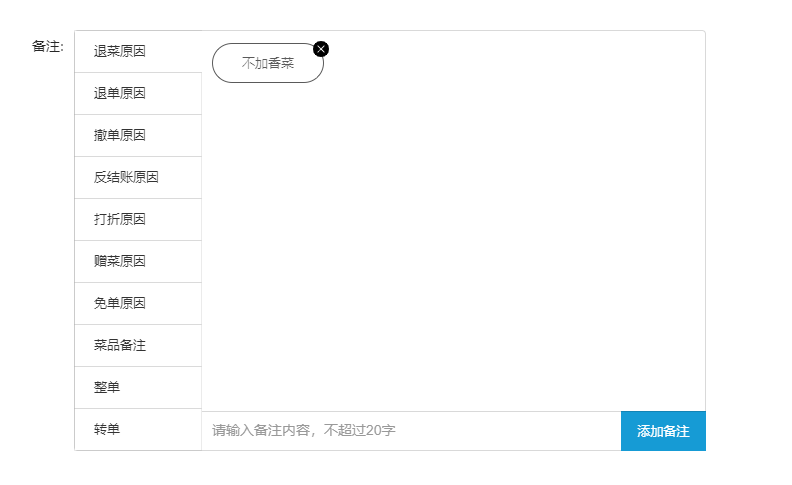 备注:
退菜原因
不加香菜
退单原因
撤单原因
反结账原因
打折原因
赠菜原因
免单原因
菜品备注
整单
转单
请输入备注内容，不超过20字
添加备注